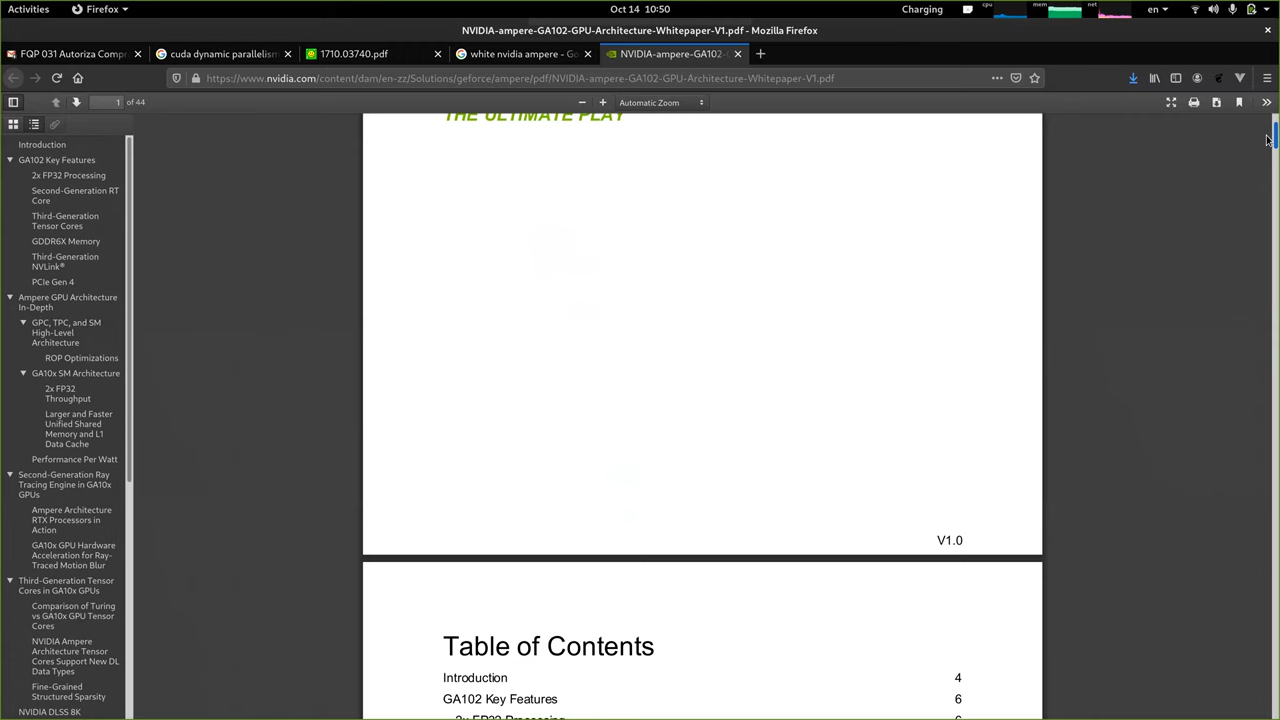 Activities
Firefox
Oct 14 10:50
Charging
cpu
mem
net
en
NVIDIA-ampere-GA102-GPU-Architecture-Whitepaper-V1.pdf - Mozilla Firefox
FQP 031 Autoriza Compr
cuda dynamic parallelism
1710.03740.pdf
white nvidia ampere - Go
NVIDIA-ampere-GA102-
https://www.nvidia.com/content/dam/en-zz/Solutions/geforce/ampere/pdf/NVIDIA-ampere-GA102-GPU-Architecture-Whitepaper-V1.pdf
1 of 44
Automatic Zoom
Introduction
GA102 Key Features
2x FP32 Processing
Second-Generation RT
Core
Third-Generation
Tensor Cores
GDDR6X Memory
Third-Generation
NVLink®
PCIe Gen 4
Ampere GPU Architecture
In-Depth
GPC, TPC, and SM
High-Level
Architecture
ROP Optimizations
GA10x SM Architecture
2x FP32
Throughput
Larger and Faster
Unified Shared
Memory and L1
Data Cache
Performance Per Watt
Second-Generation Ray
Tracing Engine in GA10x
GPUs
Ampere Architecture
RTX Processors in
Action
GA10x GPU Hardware
Acceleration for Ray-
Traced Motion Blur
Third-Generation Tensor
Cores in GA10x GPUs
Comparison of Turing
vs GA10x GPU Tensor
Cores
NVIDIA Ampere
Architecture Tensor
Cores Support New DL
Data Types
Fine-Grained
Structured Sparsity
NVIDIA DLSS 8K
THE ULTIMATE PLAY
V1.0
Table of Contents
Introduction 4
GA102 Key Features 6
2x FP32 Processing 6